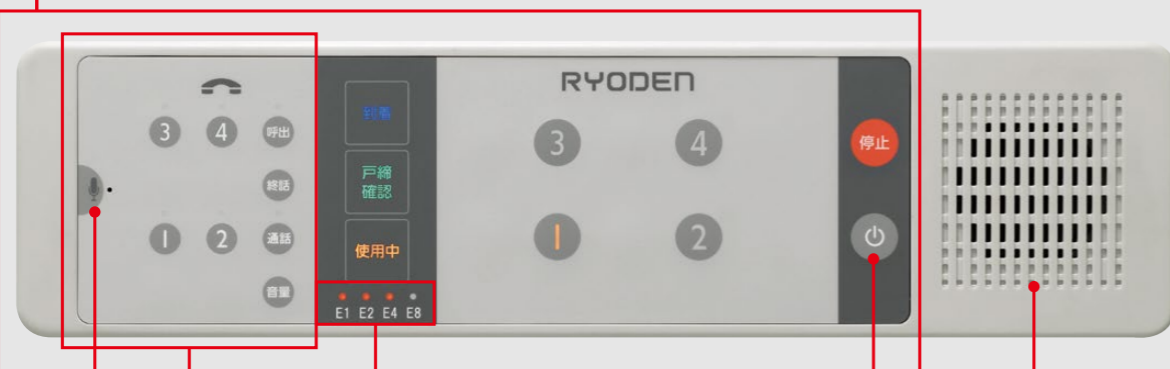 RYODEN
3 4 呼出
終話
1 2 通話
音量
到着
戸締
確認
使用中
E1 E2 E4 E8
3 4
1 2
停止